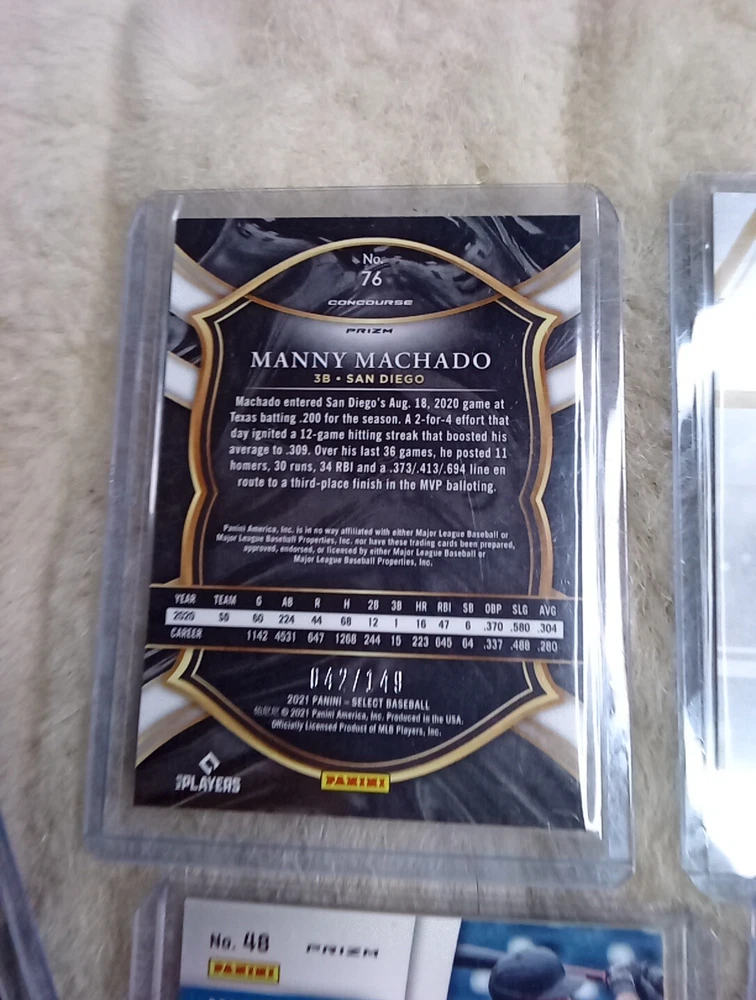 No.
76
CONCOURSE
PRIZM
MANNY MACHADO
3B • SAN DIEGO
Machado entered San Diego's Aug. 18, 2020 game at
Texas batting .200 for the season. A 2-for-4 effort that
day ignited a 12-game hitting streak that boosted his
average to .309. Over his last 36 games, he posted 11
homers, 30 runs, 34 RBI and a .373/.413/.694 line en
route to a third-place finish in the MVP balloting.
Panini America, Inc. is in no way affiliated with either Major League Baseball or
Major League Baseball Properties, Inc. nor have these trading cards been prepared,
approved, endorsed, or licensed by either Major League Baseball or
Major League Baseball Properties, Inc.
YEAR TEAM G AB R H 2B 3B HR RBI SB OBP SLG AVG
2020 SD 60 224 44 68 12 1 16 47 6 .370 .580 .304
CAREER 1142 4531 647 1268 244 15 223 645 64 .337 .488 .280
042/149
2021 PANINI – SELECT BASEBALL
© 2021 Panini America, Inc. Produced in the USA.
Officially Licensed Product of MLB Players, Inc.
PLAYERS
PANINI
No. 48 PRIZM
PANINI